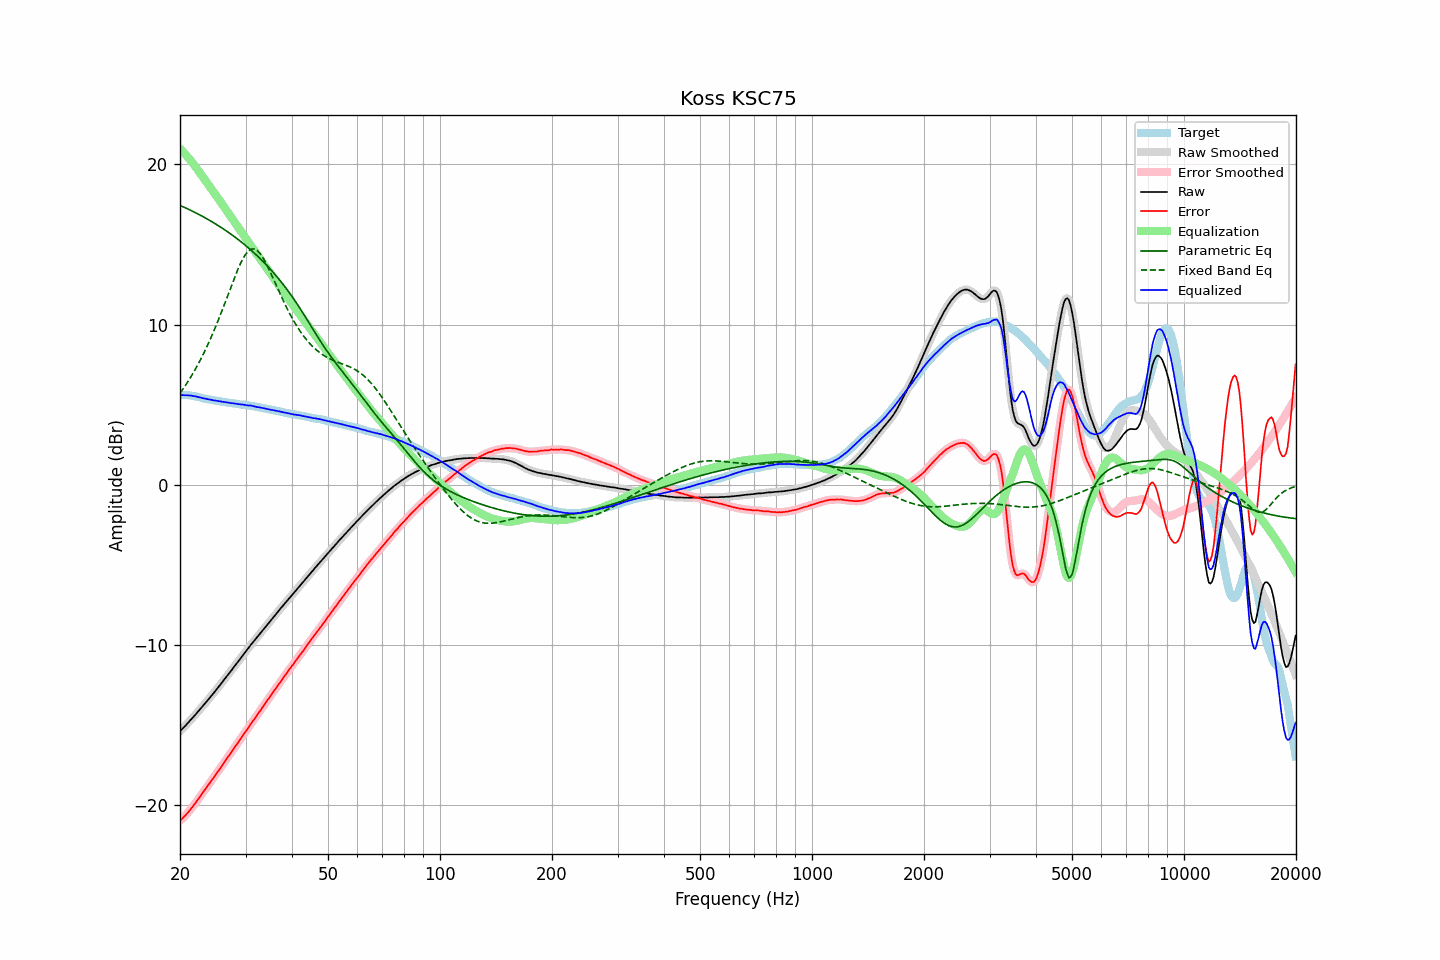 Koss KSC75
Amplitude (dBr)
20
10
0
−10
−20
Target
Raw Smoothed
Error Smoothed
Raw
Error
Equalization
Parametric Eq
Fixed Band Eq
Equalized
20
50
100
200
500
1000
2000
5000
10000
20000
Frequency (Hz)